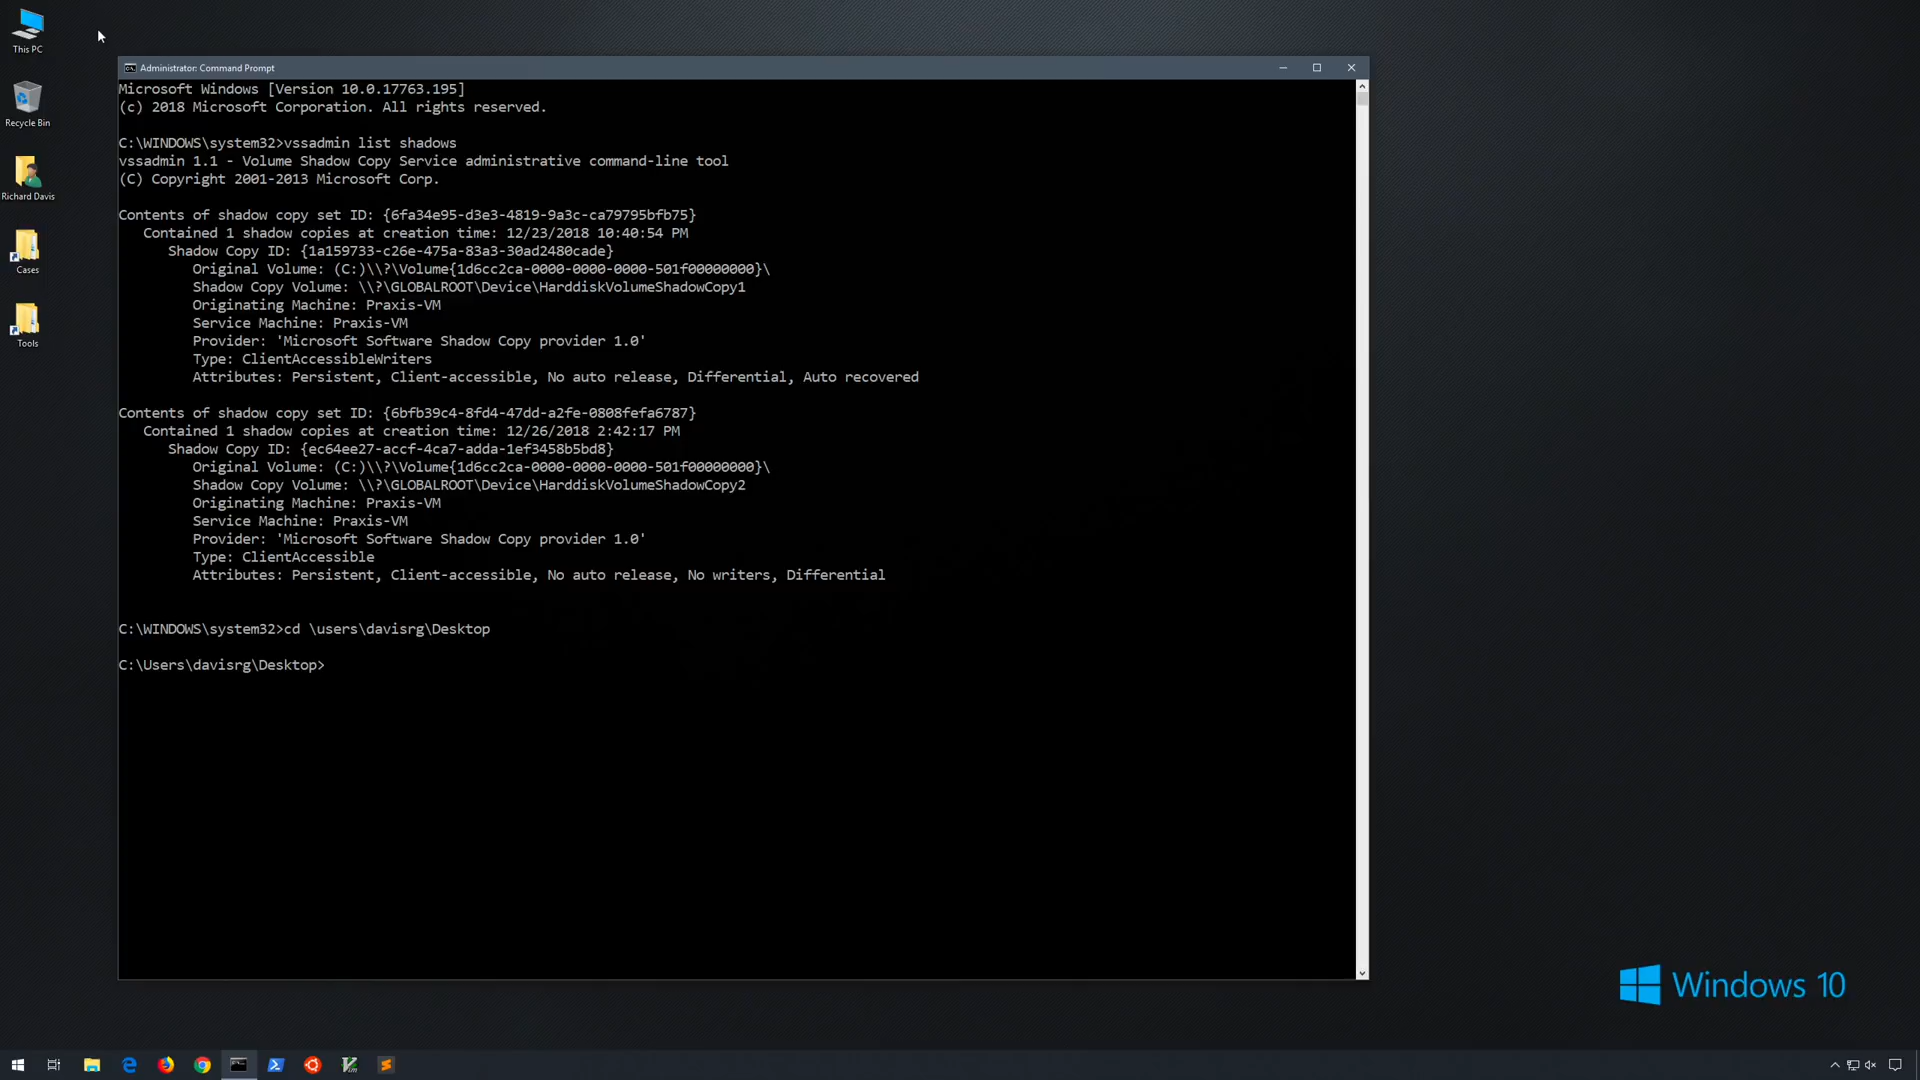 This PC
Recycle Bin
Richard Davis
Cases
Tools
Administrator: Command Prompt
Microsoft Windows [Version 10.0.17763.195]
(c) 2018 Microsoft Corporation. All rights reserved.
C:\WINDOWS\system32>vssadmin list shadows
vssadmin 1.1 - Volume Shadow Copy Service administrative command-line tool
(C) Copyright 2001-2013 Microsoft Corp.
Contents of shadow copy set ID: {6fa34e95-d3e3-4819-9a3c-ca79795bfb75}
Contained 1 shadow copies at creation time: 12/23/2018 10:40:54 PM
Shadow Copy ID: {1a159733-c26e-475a-83a3-30ad2480cade}
Original Volume: (C:)\\?\Volume{1d6cc2ca-0000-0000-0000-501f00000000}\
Shadow Copy Volume: \\?\GLOBALROOT\Device\HarddiskVolumeShadowCopy1
Originating Machine: Praxis-VM
Service Machine: Praxis-VM
Provider: 'Microsoft Software Shadow Copy provider 1.0'
Type: ClientAccessibleWriters
Attributes: Persistent, Client-accessible, No auto release, Differential, Auto recovered
Contents of shadow copy set ID: {6bfb39c4-8fd4-47dd-a2fe-0808fefa6787}
Contained 1 shadow copies at creation time: 12/26/2018 2:42:17 PM
Shadow Copy ID: {ec64ee27-accf-4ca7-adda-1ef3458b5bd8}
Original Volume: (C:)\\?\Volume{1d6cc2ca-0000-0000-0000-501f00000000}\
Shadow Copy Volume: \\?\GLOBALROOT\Device\HarddiskVolumeShadowCopy2
Originating Machine: Praxis-VM
Service Machine: Praxis-VM
Provider: 'Microsoft Software Shadow Copy provider 1.0'
Type: ClientAccessible
Attributes: Persistent, Client-accessible, No auto release, No writers, Differential
C:\WINDOWS\system32>cd \users\davisrg\Desktop
C:\Users\davisrg\Desktop>
Windows 10